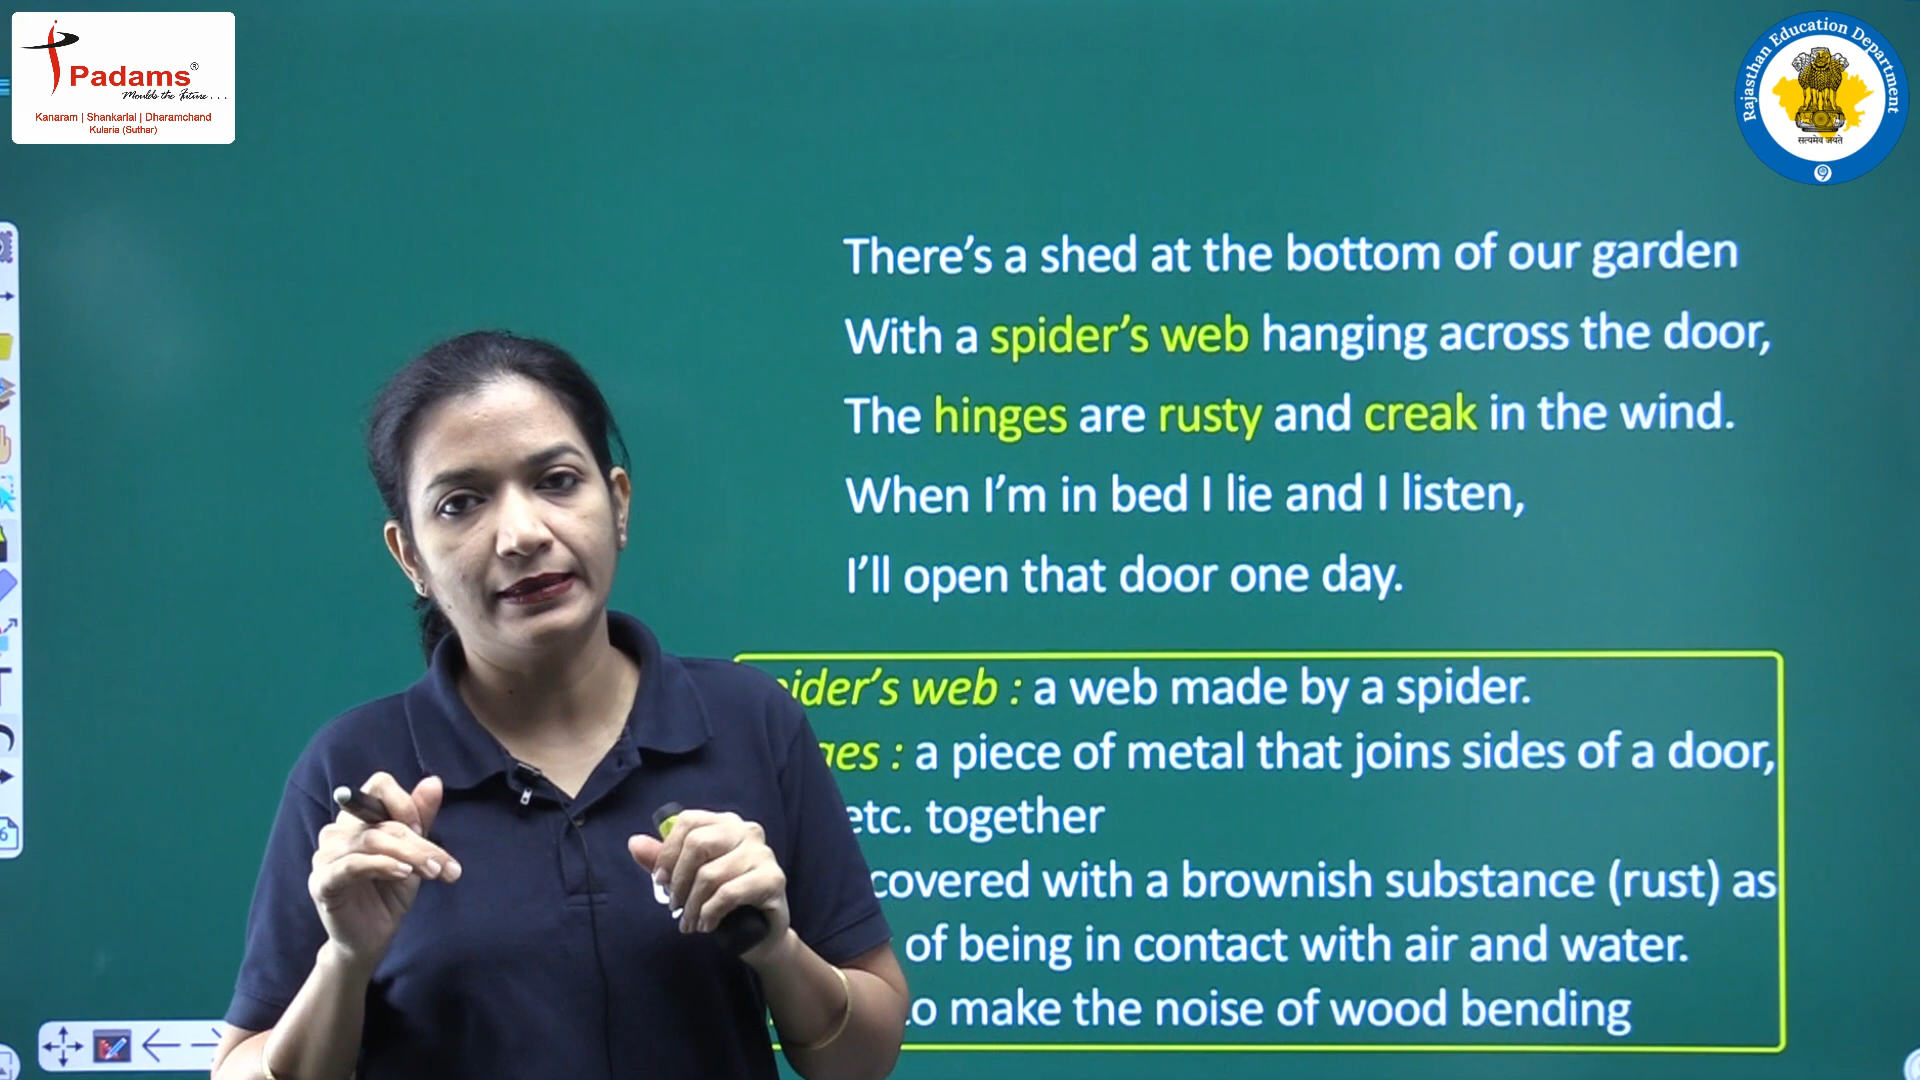 Padams®
Moulds the Future...
Kanaram | Shankarlal | Dharamchand
Kularia (Suthar)
Rajasthan Education Department
सत्यमेव जयते
There’s a shed at the bottom of our garden
With a spider’s web hanging across the door,
The hinges are rusty and creak in the wind.
When I’m in bed I lie and I listen,
I’ll open that door one day.
web : a web made by a spider.
: a piece of metal that joins sides of a door,
etc. together
covered with a brownish substance (rust) as
of being in contact with air and water.
make the noise of wood bending